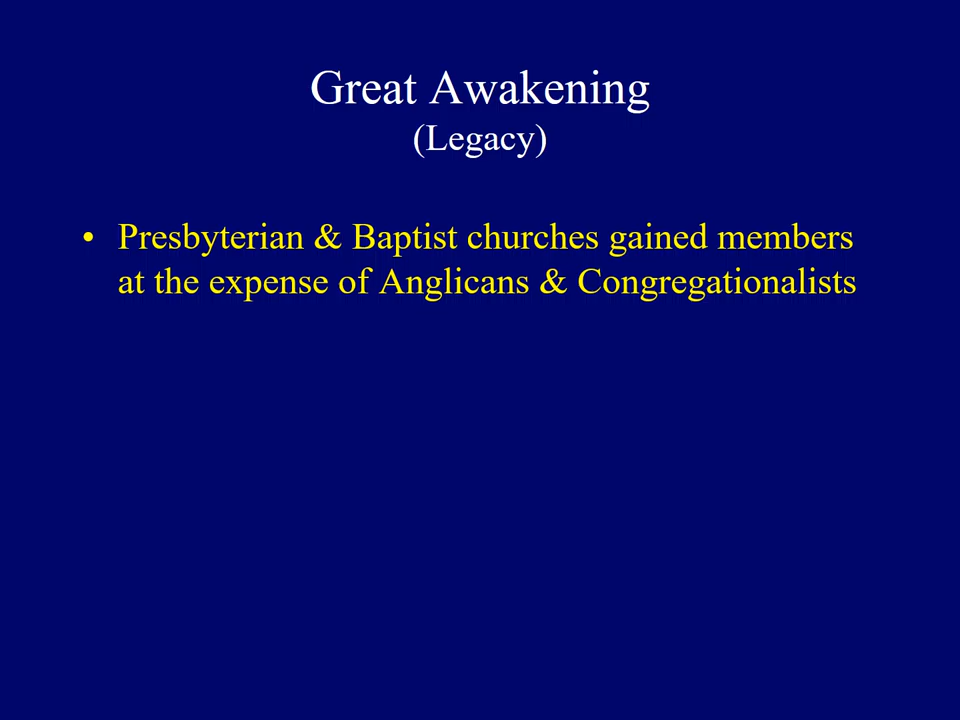 Great Awakening
(Legacy)
• Presbyterian & Baptist churches gained members
at the expense of Anglicans & Congregationalists